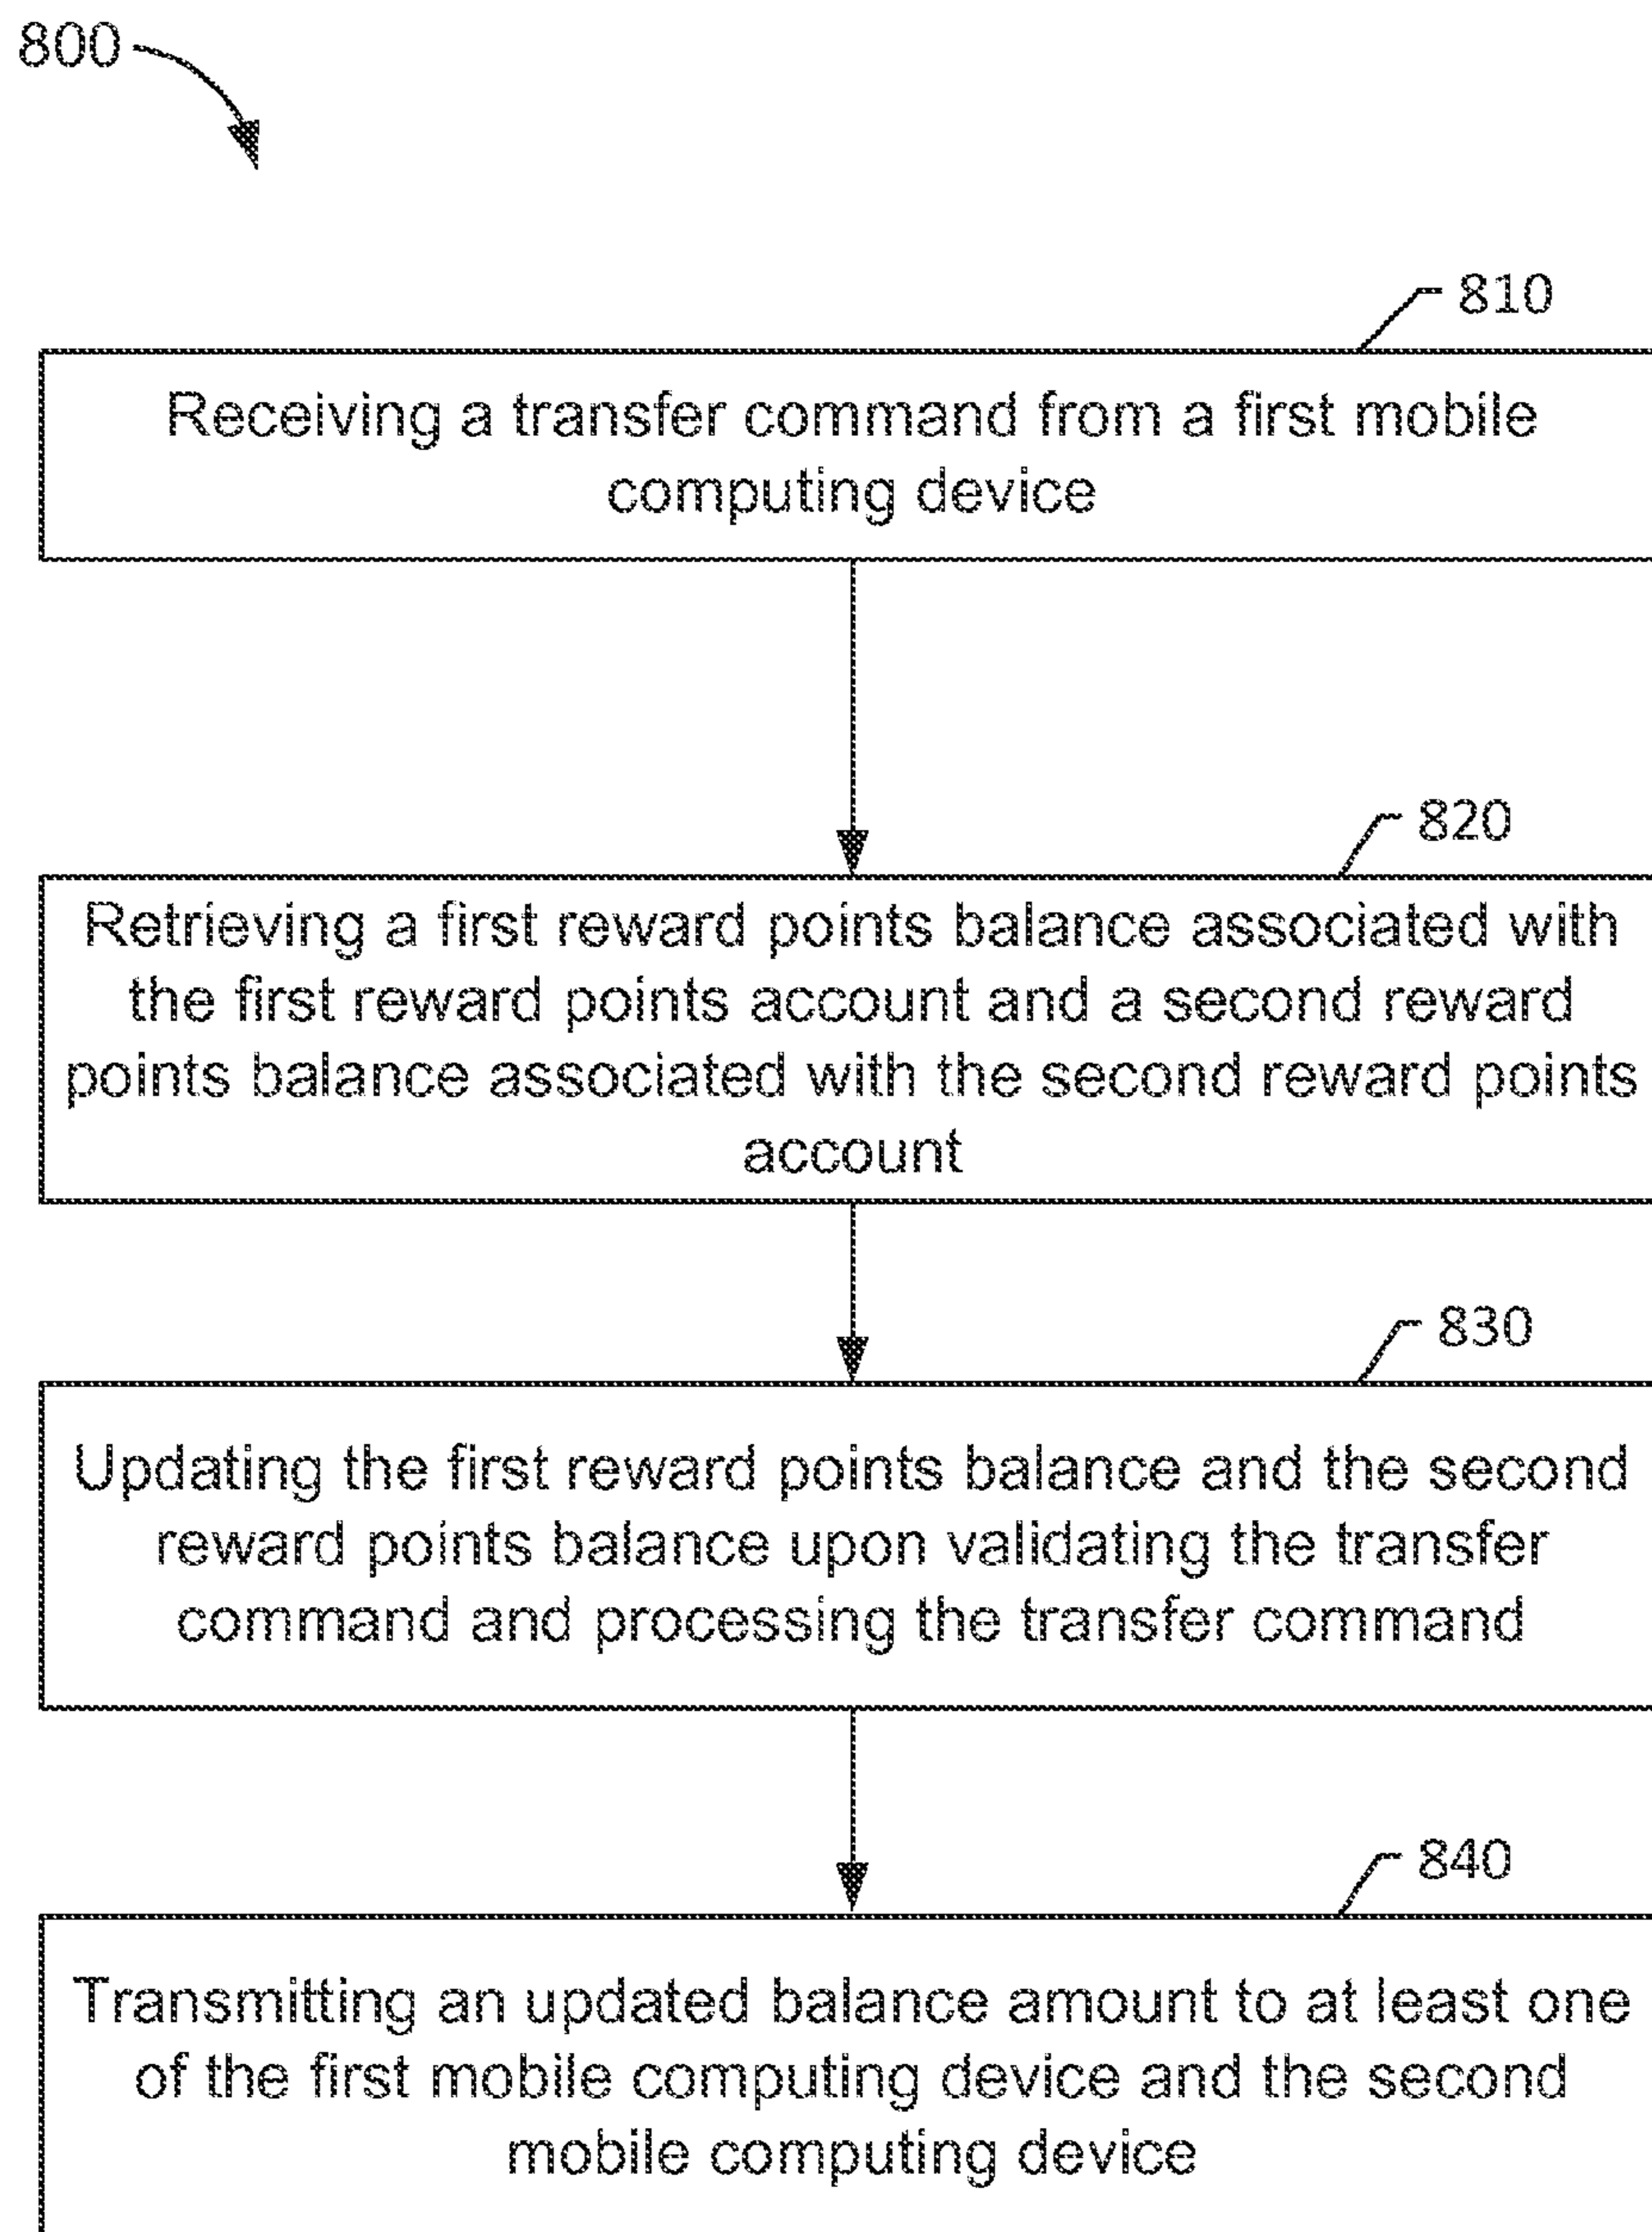 800
810
Receiving a transfer command from a first mobile
computing device
820
Retrieving a first reward points balance associated with
the first reward points account and a second reward
points balance associated with the second reward points
account
830
Updating the first reward points balance and the second
reward points balance upon validating the transfer
command and processing the transfer command
840
Transmitting an updated balance amount to at least one
of the first mobile computing device and the second
mobile computing device